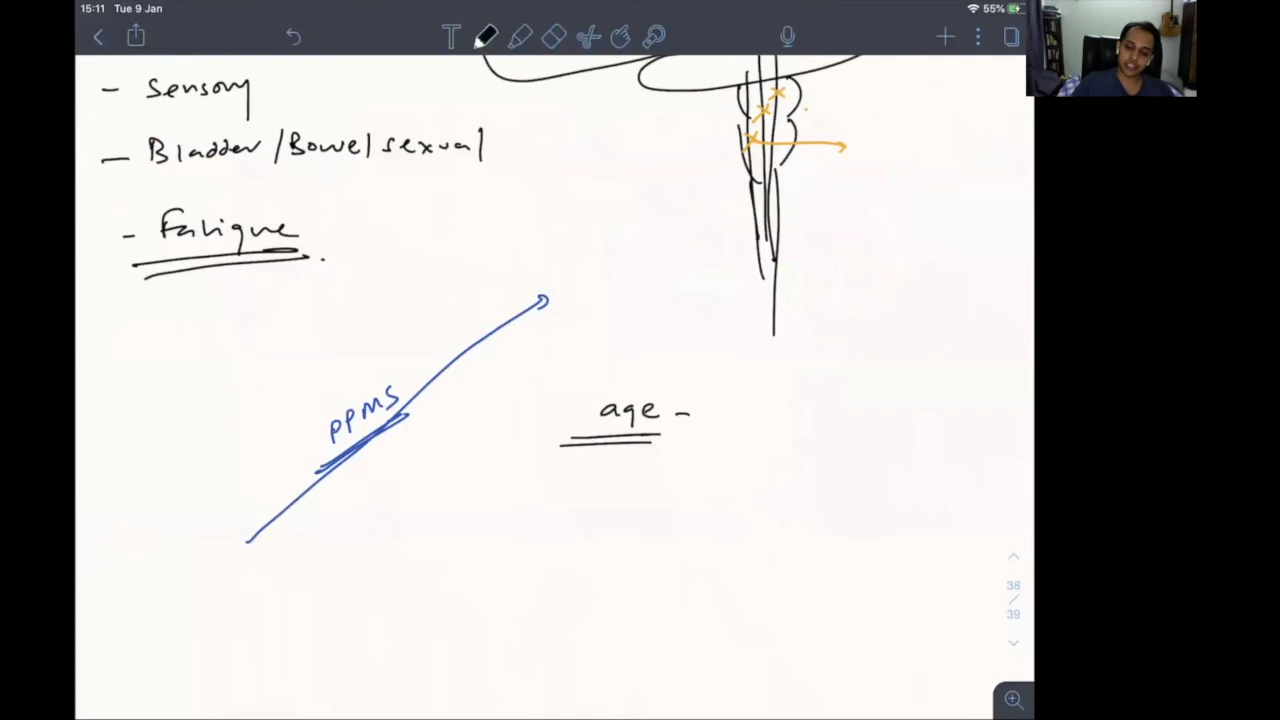 15:11 Tue 9 Jan
55%
T
- Sensory
- Bladder/Bowel sexual
- Fatigue
PPMS
age -
38
/
39